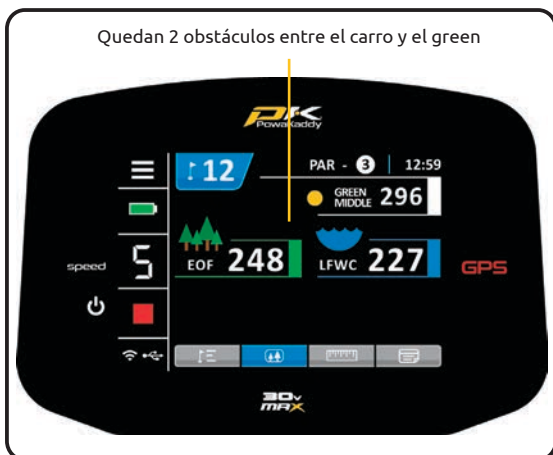 Quedan 2 obstáculos entre el carro y el green
PK
PowaKaddy
12
PAR - 3 12:59
GREEN MIDDLE 296
EOF 248
LFWC 227
speed 5
GPS
30v
MAX